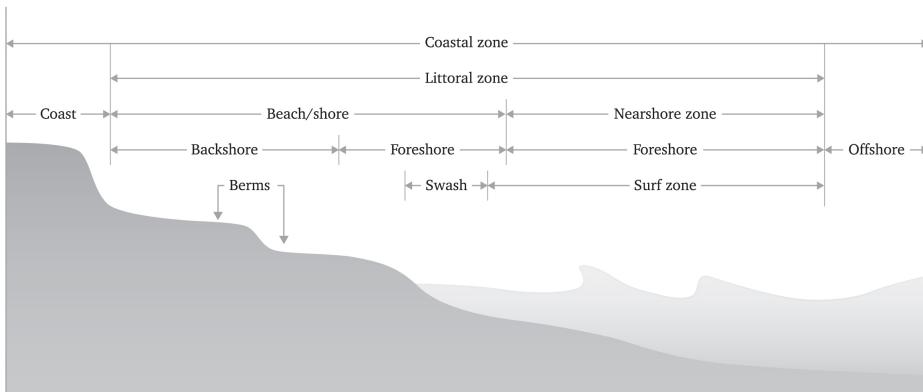 Coastal zone
Littoral zone
Coast Beach/shore Nearshore zone
Backshore Foreshore Foreshore Offshore
Berms Swash Surf zone